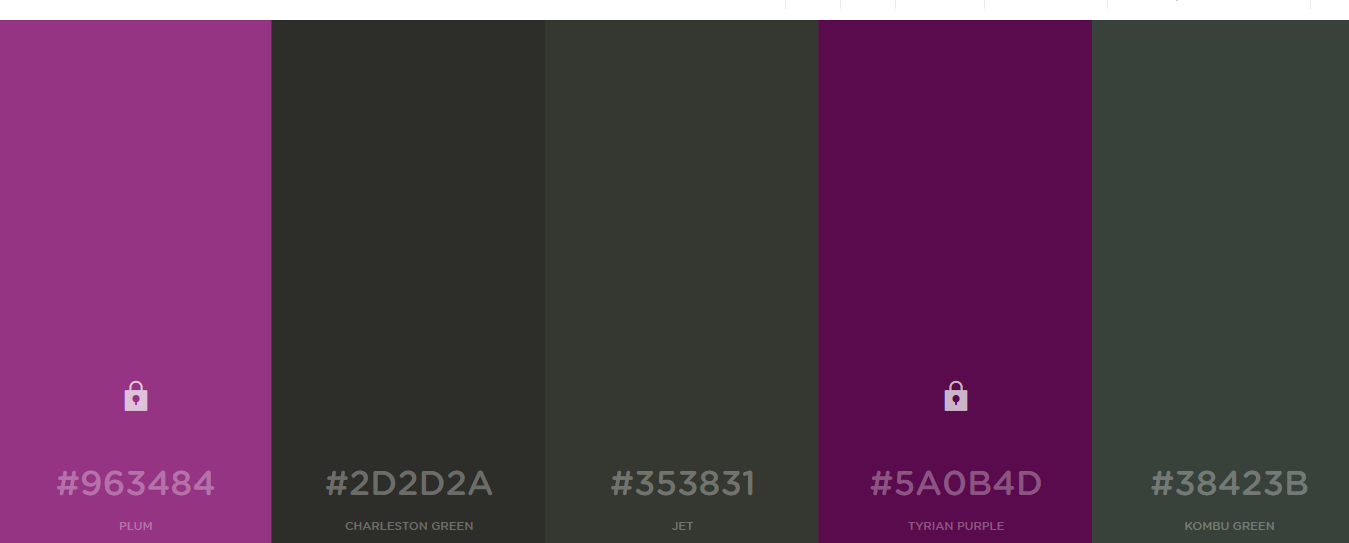 #963484
PLUM
#2D2D2A
CHARLESTON GREEN
#353831
JET
#5A0B4D
TYRIAN PURPLE
#38423B
KOMBU GREEN